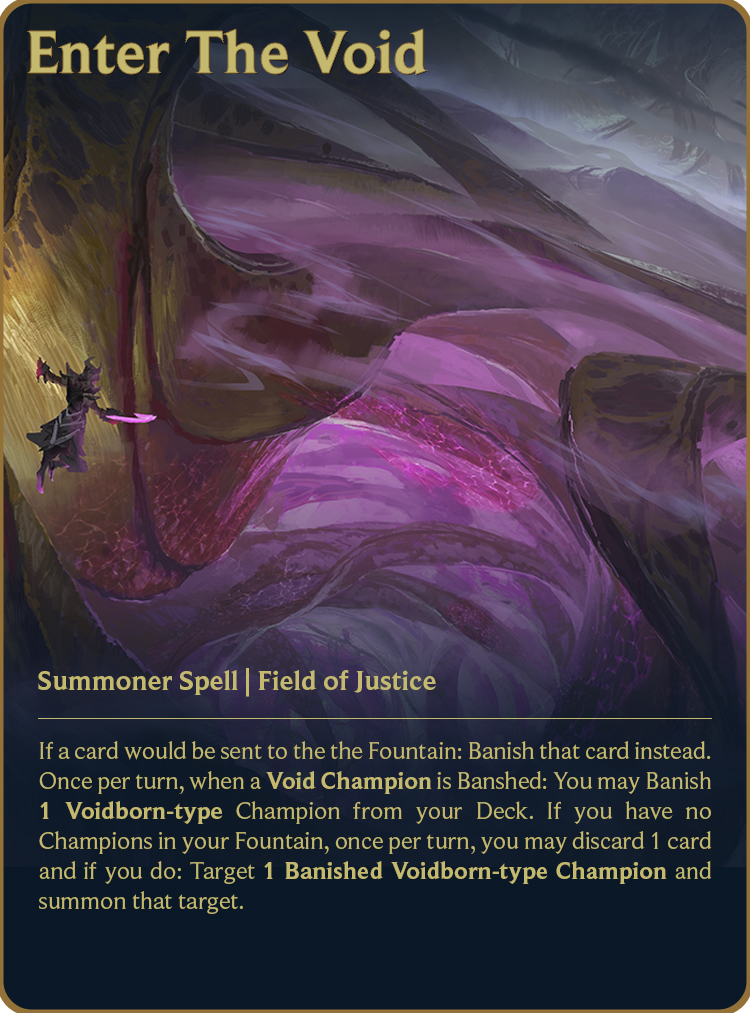 Enter The Void
Summoner Spell | Field of Justice
If a card would be sent to the the Fountain: Banish that card instead.
Once per turn, when a Void Champion is Banshed: You may Banish
1 Voidborn-type Champion from your Deck. If you have no
Champions in your Fountain, once per turn, you may discard 1 card
and if you do: Target 1 Banished Voidborn-type Champion and
summon that target.